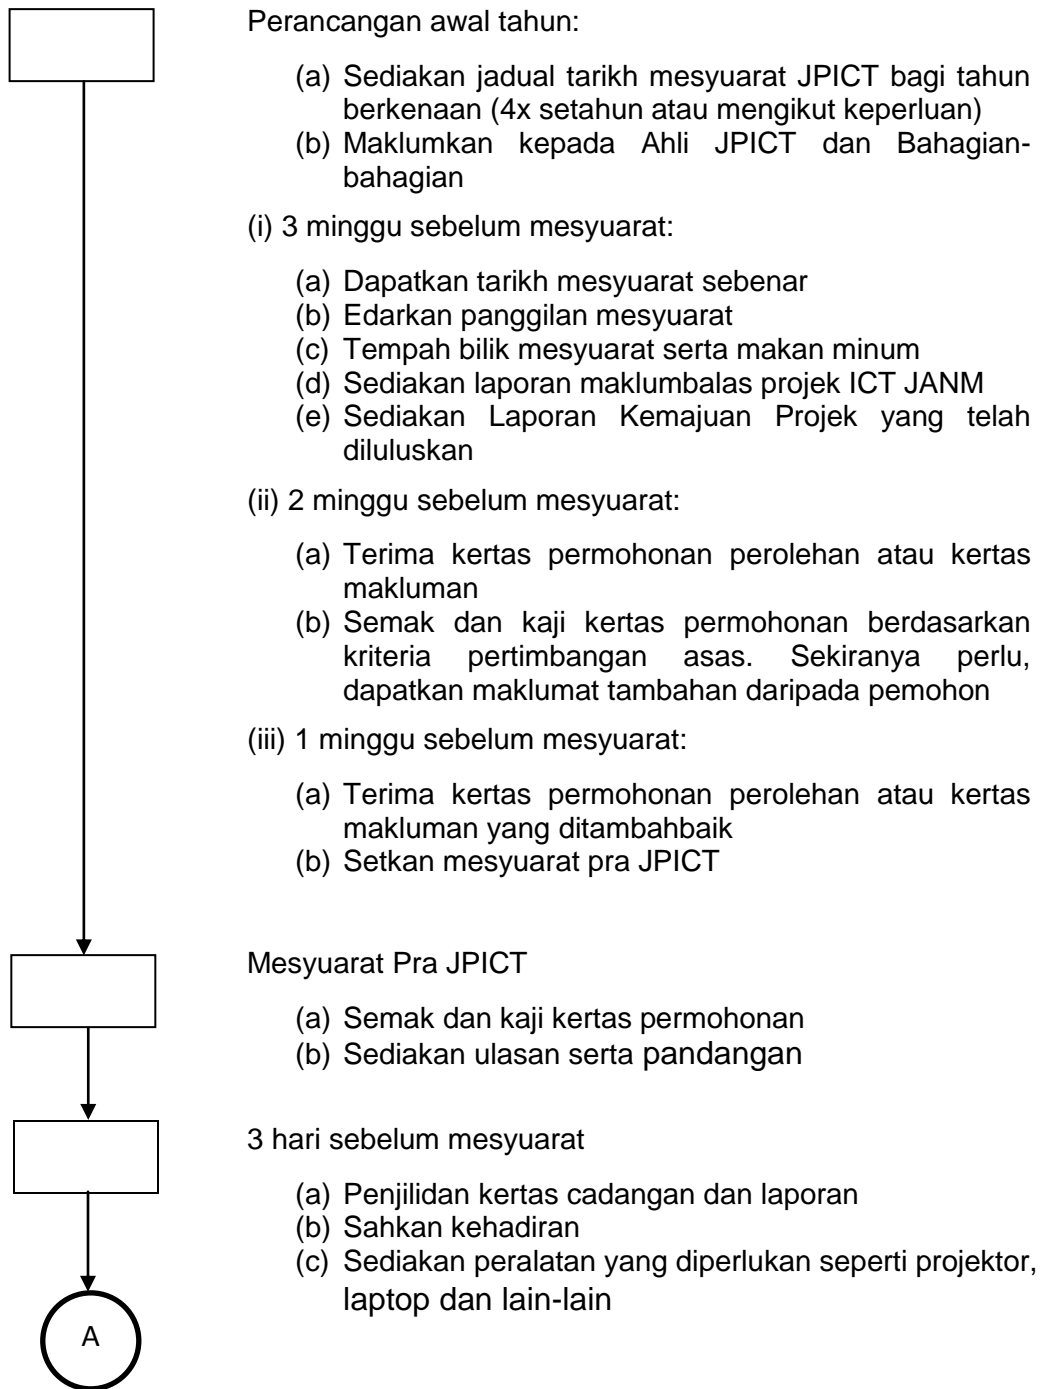 Perancangan awal tahun:
(a) Sediakan jadual tarikh mesyuarat JPICT bagi tahun
berkenaan (4x setahun atau mengikut keperluan)
(b) Maklumkan kepada Ahli JPICT dan Bahagian-
bahagian
(i) 3 minggu sebelum mesyuarat:
(a) Dapatkan tarikh mesyuarat sebenar
(b) Edarkan panggilan mesyuarat
(c) Tempah bilik mesyuarat serta makan minum
(d) Sediakan laporan maklumbalas projek ICT JANM
(e) Sediakan Laporan Kemajuan Projek yang telah
diluluskan
(ii) 2 minggu sebelum mesyuarat:
(a) Terima kertas permohonan perolehan atau kertas
makluman
(b) Semak dan kaji kertas permohonan berdasarkan
kriteria pertimbangan asas. Sekiranya perlu,
dapatkan maklumat tambahan daripada pemohon
(iii) 1 minggu sebelum mesyuarat:
(a) Terima kertas permohonan perolehan atau kertas
makluman yang ditambahbaik
(b) Setkan mesyuarat pra JPICT
Mesyuarat Pra JPICT
(a) Semak dan kaji kertas permohonan
(b) Sediakan ulasan serta pandangan
3 hari sebelum mesyuarat
(a) Penjilidan kertas cadangan dan laporan
(b) Sahkan kehadiran
(c) Sediakan peralatan yang diperlukan seperti projektor,
laptop dan lain-lain
A